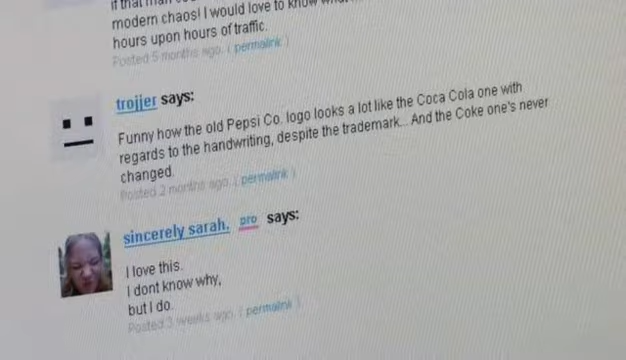 modern chaos! I would love to know
hours upon hours of traffic.
Posted 5 months ago. ( permalink )
trojjer says:
Funny how the old Pepsi Co. logo looks a lot like the Coca Cola one with
regards to the handwriting, despite the trademark... And the Coke one's never
changed.
Posted 2 months ago. ( permalink )
sincerely sarah. pro says:
I love this.
I dont know why,
but I do.
Posted 3 weeks ago. ( permalink )